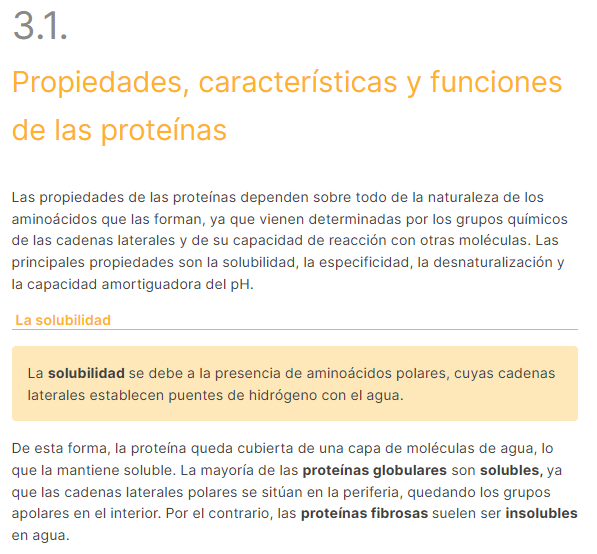 3.1.
Propiedades, características y funciones
de las proteínas
Las propiedades de las proteínas dependen sobre todo de la naturaleza de los
aminoácidos que las forman, ya que vienen determinadas por los grupos químicos
de las cadenas laterales y de su capacidad de reacción con otras moléculas. Las
principales propiedades son la solubilidad, la especificidad, la desnaturalización y
la capacidad amortiguadora del pH.
La solubilidad
La solubilidad se debe a la presencia de aminoácidos polares, cuyas cadenas
laterales establecen puentes de hidrógeno con el agua.
De esta forma, la proteína queda cubierta de una capa de moléculas de agua, lo
que la mantiene soluble. La mayoría de las proteínas globulares son solubles, ya
que las cadenas laterales polares se sitúan en la periferia, quedando los grupos
apolares en el interior. Por el contrario, las proteínas fibrosas suelen ser insolubles
en agua.